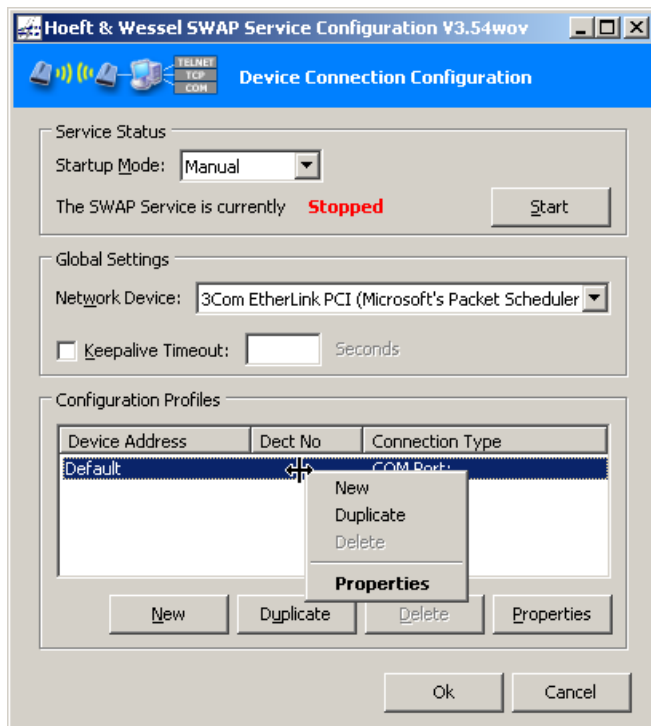 Hoeft & Wessel SWAP Service Configuration V3.54wov
TELNET
TCP
COM
Device Connection Configuration
Service Status
Startup Mode: Manual
The SWAP Service is currently Stopped Start
Global Settings
Network Device: 3Com EtherLink PCI (Microsoft's Packet Scheduler
Keepalive Timeout: Seconds
Configuration Profiles
Device Address Dect No Connection Type
Default COM Port:
New
Duplicate
Delete
Properties
New Duplicate Delete Properties
Ok Cancel